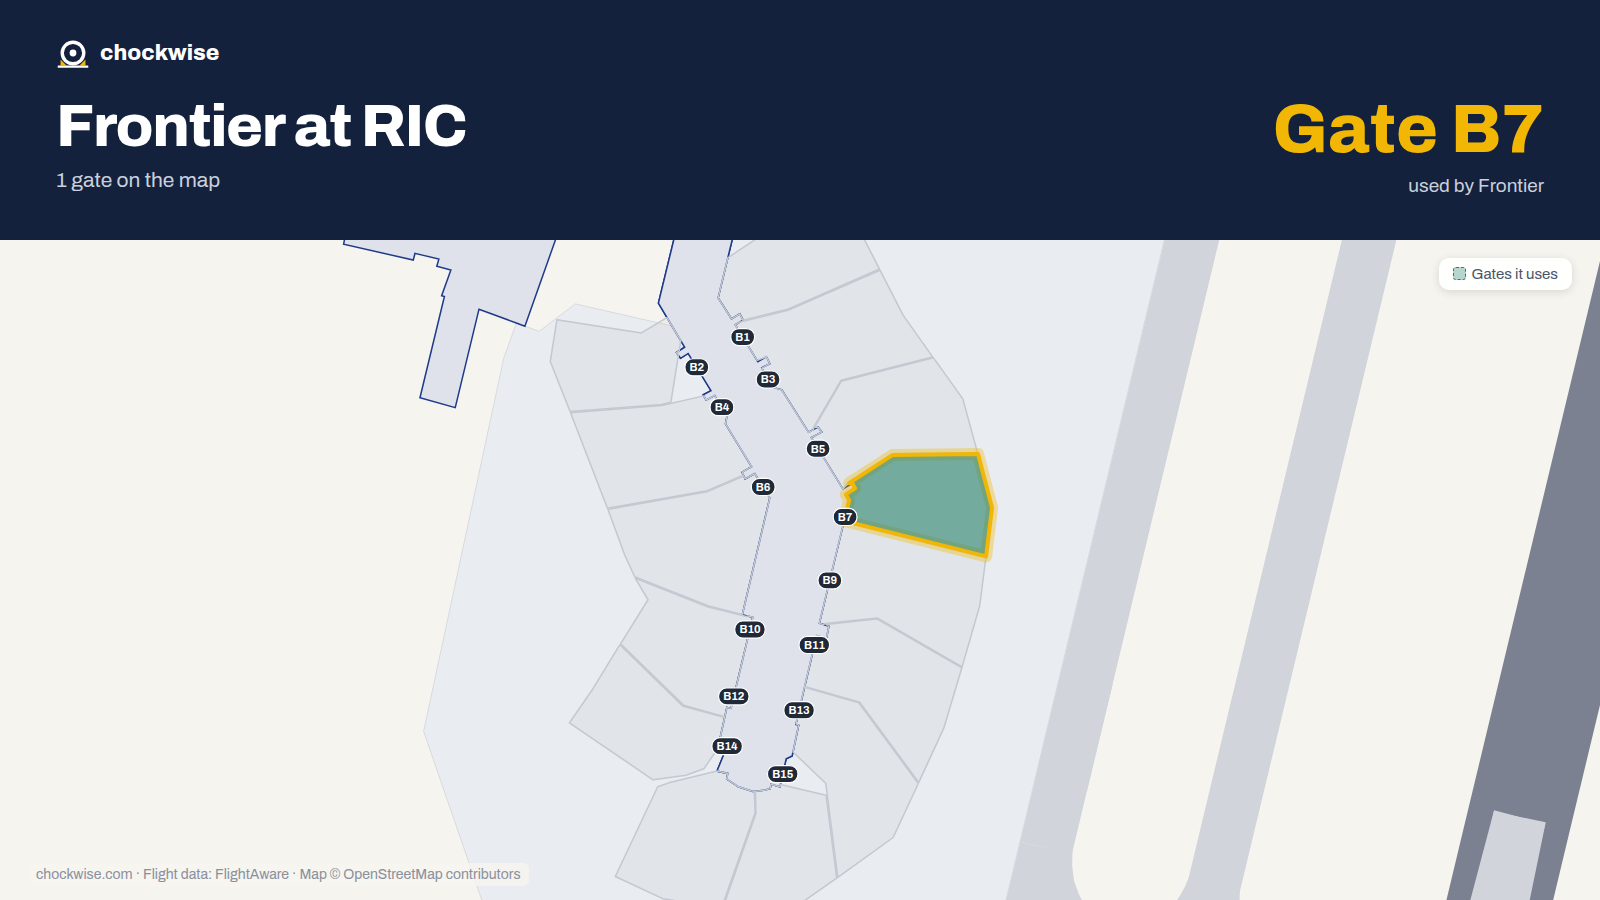 chockwise
Frontier at RIC
1 gate on the map
Gate B7
used by Frontier
Gates it uses
B1
B2
B3
B4
B5
B6
B7
B9
B10
B11
B12
B13
B14
B15
chockwise.com · Flight data: FlightAware · Map © OpenStreetMap contributors